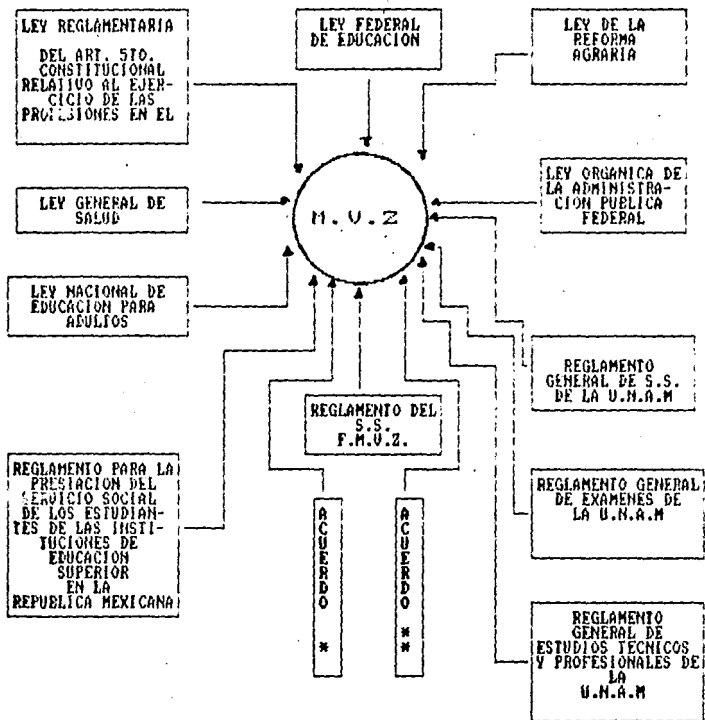 LEY REGLAMENTARIA
DEL ART. 5TO.
CONSTITUCIONAL
RELATIVO AL EJER-
CICIO DE LAS
PROFESIONES EN EL
LEY FEDERAL
DE EDUCACION
LEY DE LA
REFORMA
AGRARIA
LEY GENERAL DE
SALUD
M.V.Z
LEY ORGANICA DE
LA ADMINISTRA-
CION PUBLICA
FEDERAL
LEY NACIONAL DE
EDUCACION PARA
ADULTOS
REGLAMENTO
GENERAL DE S.S.
DE LA U.N.A.M
REGLAMENTO DEL
S.S.
F.M.V.Z.
REGLAMENTO PARA LA
PRESTACION DEL
SERVICIO SOCIAL
DE LOS ESTUDIAN-
TES DE LAS INSTI-
TUCIONES DE
EDUCACION
SUPERIOR
EN LA
REPUBLICA MEXICANA
ACUERDO *
ACUERDO **
REGLAMENTO GENERAL
DE EXAMENES DE
LA U.N.A.M
REGLAMENTO
GENERAL DE
ESTUDIOS TECNICOS
Y PROFESIONALES DE
LA
U.N.A.M